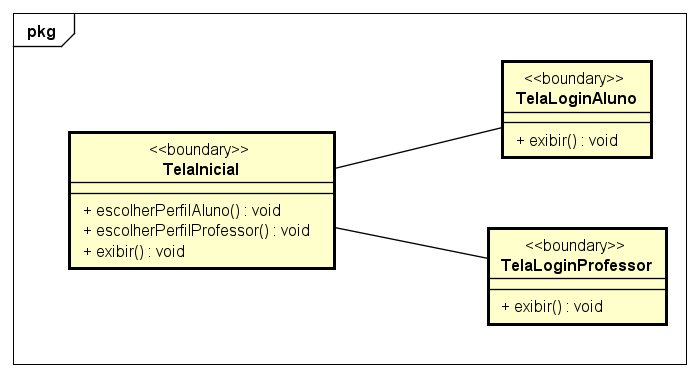 pkg
<<boundary>>
TelaInicial
+ escolherPerfilAluno() : void
+ escolherPerfilProfessor() : void
+ exibir() : void
<<boundary>>
TelaLoginAluno
+ exibir() : void
<<boundary>>
TelaLoginProfessor
+ exibir() : void